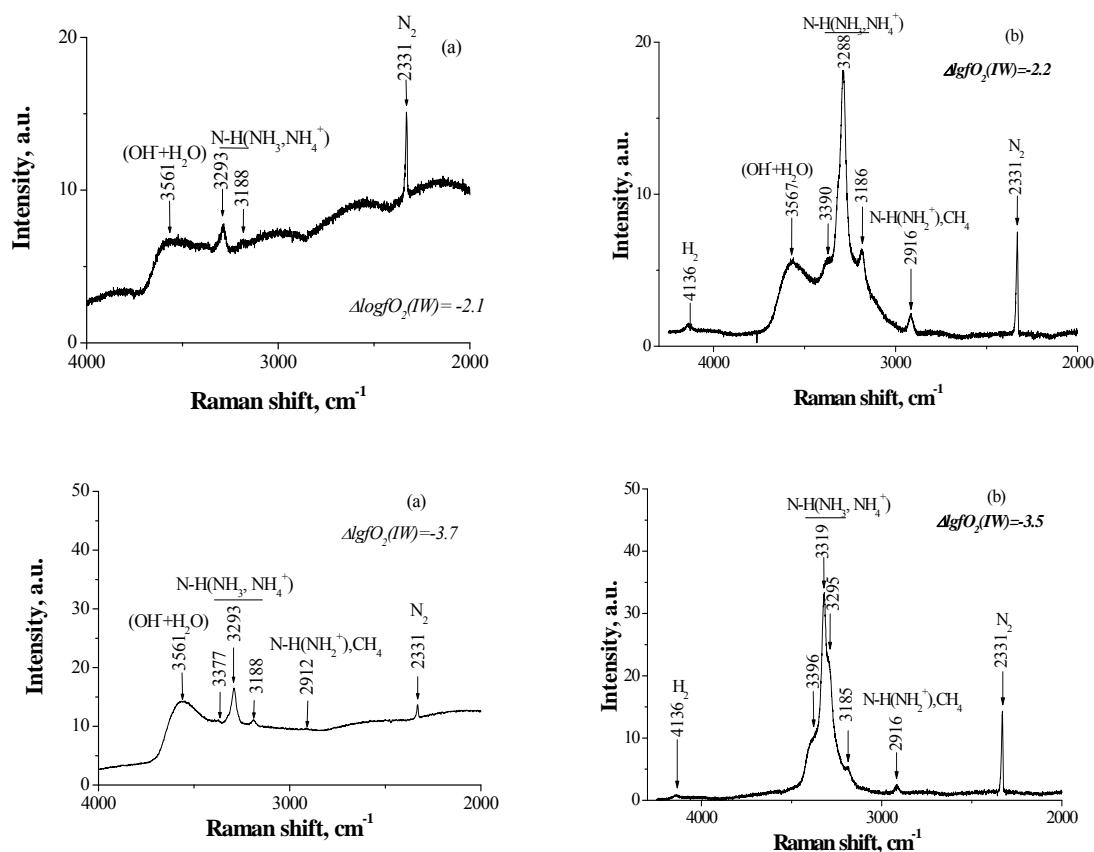 N₂
2331
(a)
N-H(NH₃,NH₄⁺)
(OH⁻+H₂O)
3561
3293
3188
ΔlogfO₂(IW)= -2.1
20
10
0
4000
3000
2000
Intensity, a.u.
Raman shift, cm⁻¹
N-H(NH₃,NH₄⁺)
3288
(b)
ΔlgfO₂(IW)=-2.2
N₂
2331
(OH⁻+H₂O)
3567
3390
3186
N-H(NH₂⁺),CH₄
2916
H₂
4136
20
10
0
4000
3000
2000
Intensity, a.u.
Raman shift, cm⁻¹
(a)
ΔlgfO₂(IW)=-3.7
N-H(NH₃, NH₄⁺)
3293
(OH⁻+H₂O)
3561
3377
3188
N-H(NH₂⁺),CH₄
2912
N₂
2331
50
40
30
20
10
0
4000
3000
2000
Intensity, a.u.
Raman shift, cm⁻¹
N-H(NH₃, NH₄⁺)
3319
3295
(b)
ΔlgfO₂(IW)=-3.5
3396
3185
N-H(NH₂⁺),CH₄
2916
N₂
2331
H₂
4136
50
40
30
20
10
0
4000
3000
2000
Intensity, a.u.
Raman shift, cm⁻¹